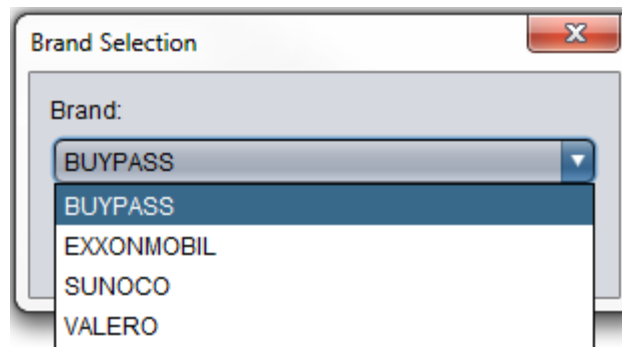 Brand Selection
Brand:
BUYPASS
BUYPASS
EXXONMOBIL
SUNOCO
VALERO